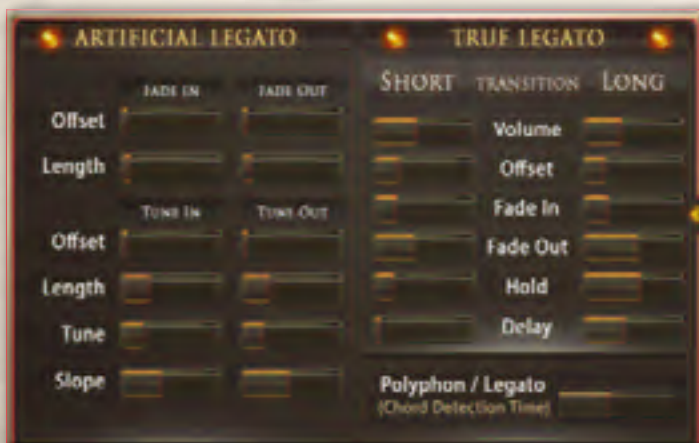 ARTIFICIAL LEGATO
FADE IN FADE OUT
Offset
Length
TUNE IN TUNE OUT
Offset
Length
Tune
Slope
TRUE LEGATO
SHORT TRANSITION LONG
Volume
Offset
Fade In
Fade Out
Hold
Delay
Polyphon / Legato
(Chord Detection Time)